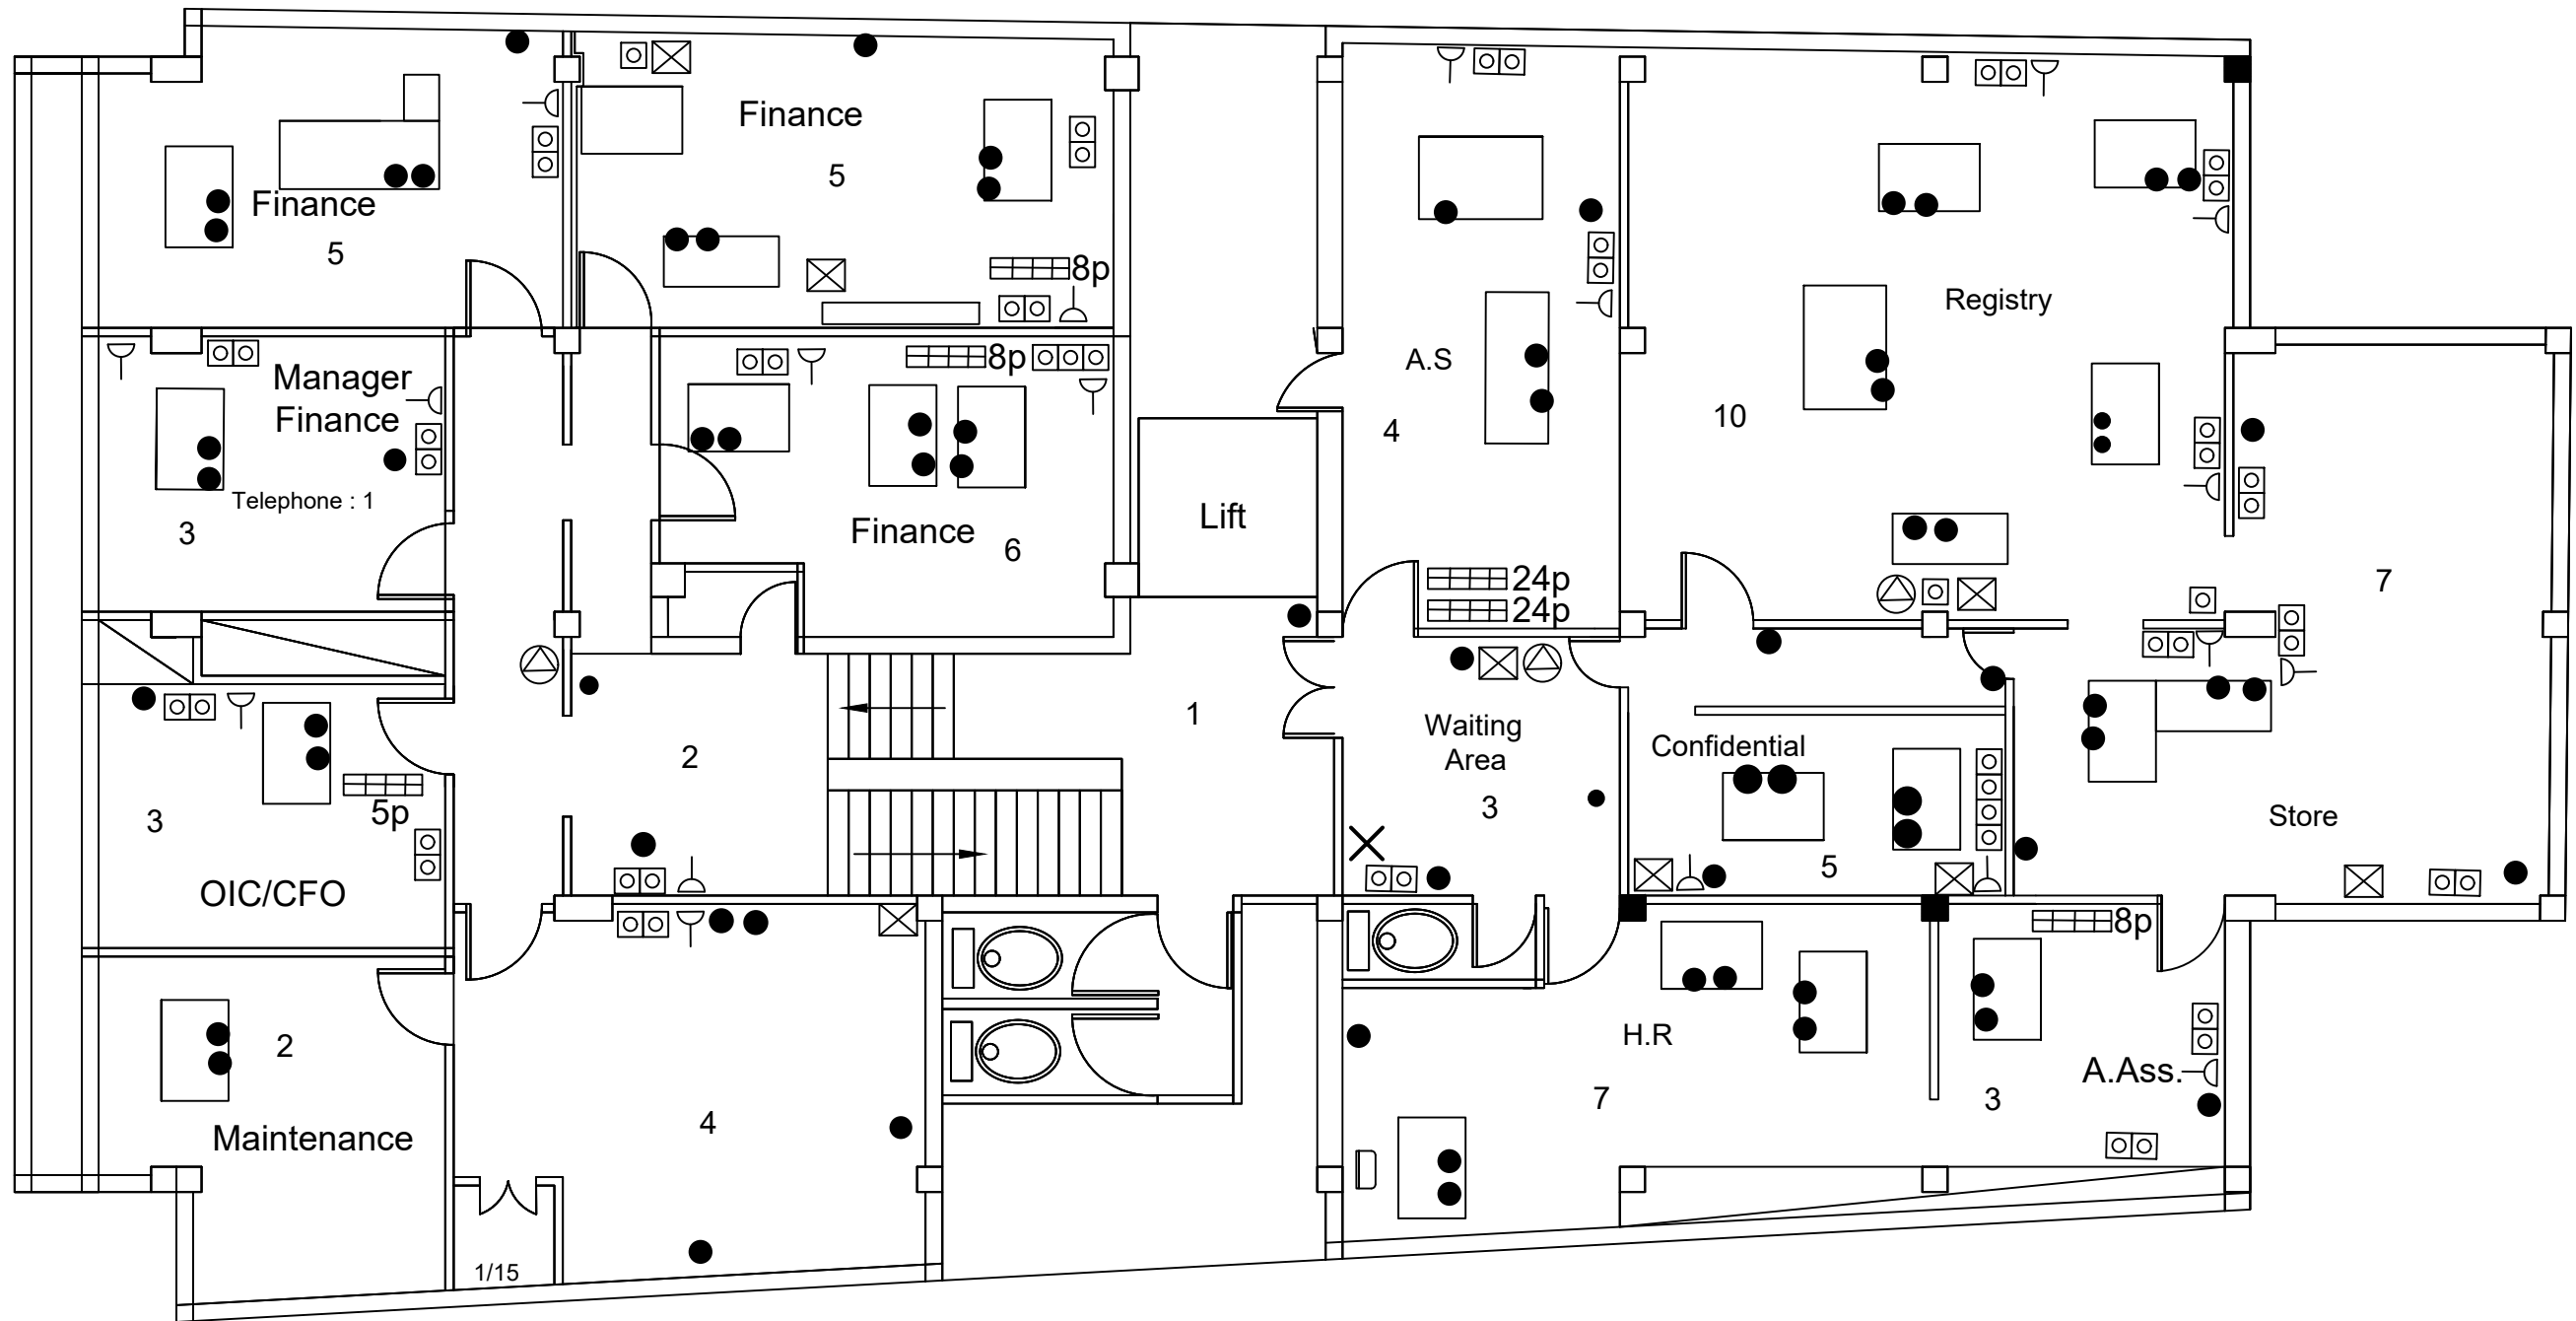 Finance
5
Finance
5
8p
Manager
Finance
Telephone : 1
3
8p
Finance
6
Lift
A.S
4
24p
24p
Registry
10
7
Store
3
5p
OIC/CFO
2
1
Waiting
Area
3
Confidential
5
2
Maintenance
4
1/15
H.R
7
8p
A.Ass.
3